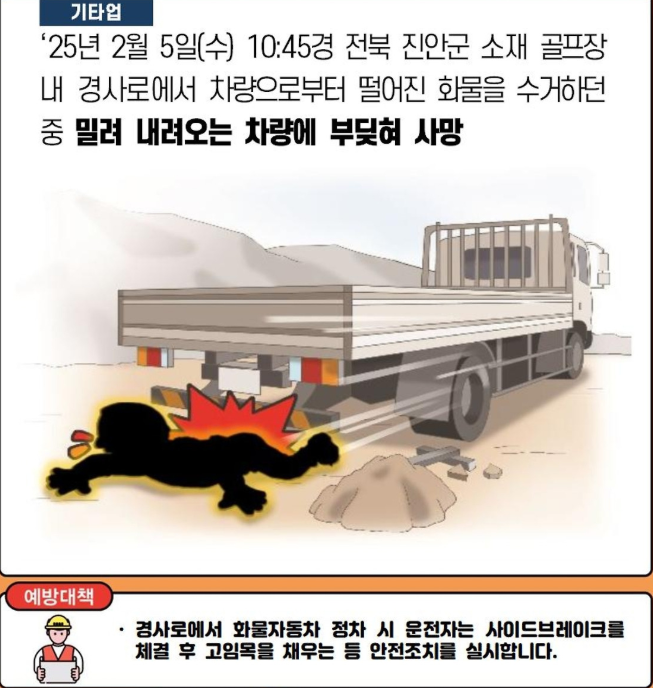 기타업
‘25년 2월 5일(수) 10:45경 전북 진안군 소재 골프장
내 경사로에서 차량으로부터 떨어진 화물을 수거하던
중 밀려 내려오는 차량에 부딪혀 사망
예방대책
· 경사로에서 화물자동차 정차 시 운전자는 사이드브레이크를
체결 후 고임목을 채우는 등 안전조치를 실시합니다.